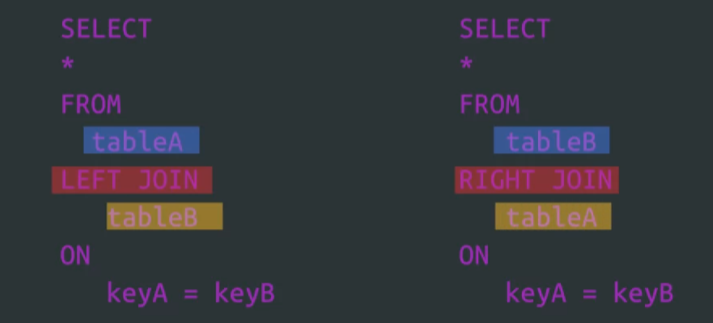 SELECT
*
FROM
tableA
LEFT JOIN
tableB
ON
keyA = keyB
SELECT
*
FROM
tableB
RIGHT JOIN
tableA
ON
keyA = keyB